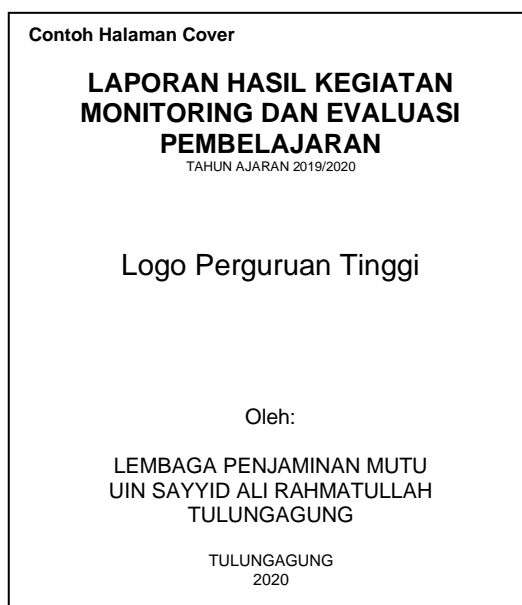 Contoh Halaman Cover
LAPORAN HASIL KEGIATAN
MONITORING DAN EVALUASI
PEMBELAJARAN
TAHUN AJARAN 2019/2020
Logo Perguruan Tinggi
Oleh:
LEMBAGA PENJAMINAN MUTU
UIN SAYYID ALI RAHMATULLAH
TULUNGAGUNG
TULUNGAGUNG
2020